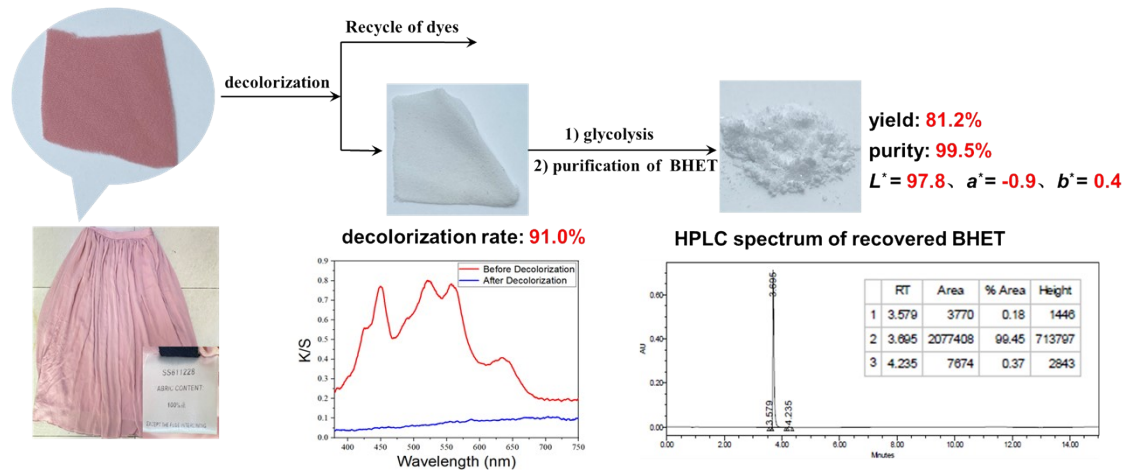 Recycle of dyes
decolorization
1) glycolysis
2) purification of BHET
yield: 81.2%
purity: 99.5%
L* = 97.8、a* = -0.9、b* = 0.4
decolorization rate: 91.0%
HPLC spectrum of recovered BHET
SS611228
ABRIC CONTENT
0.9
0.8
0.7
0.6
0.5
0.4
0.3
0.2
0.1
0.0
K/S
Before Decolorization
After Decolorization
400 450 500 550 600 650 700 750
Wavelength (nm)
0.60
0.40
0.20
0.00
AU
3.579
3.695
4.235
RT Area % Area Height
1 3.579 3770 0.18 1446
2 3.695 2077408 99.45 713797
3 4.235 7674 0.37 2843
0.00 2.00 4.00 6.00 8.00 10.00 12.00 14.00
Minutes